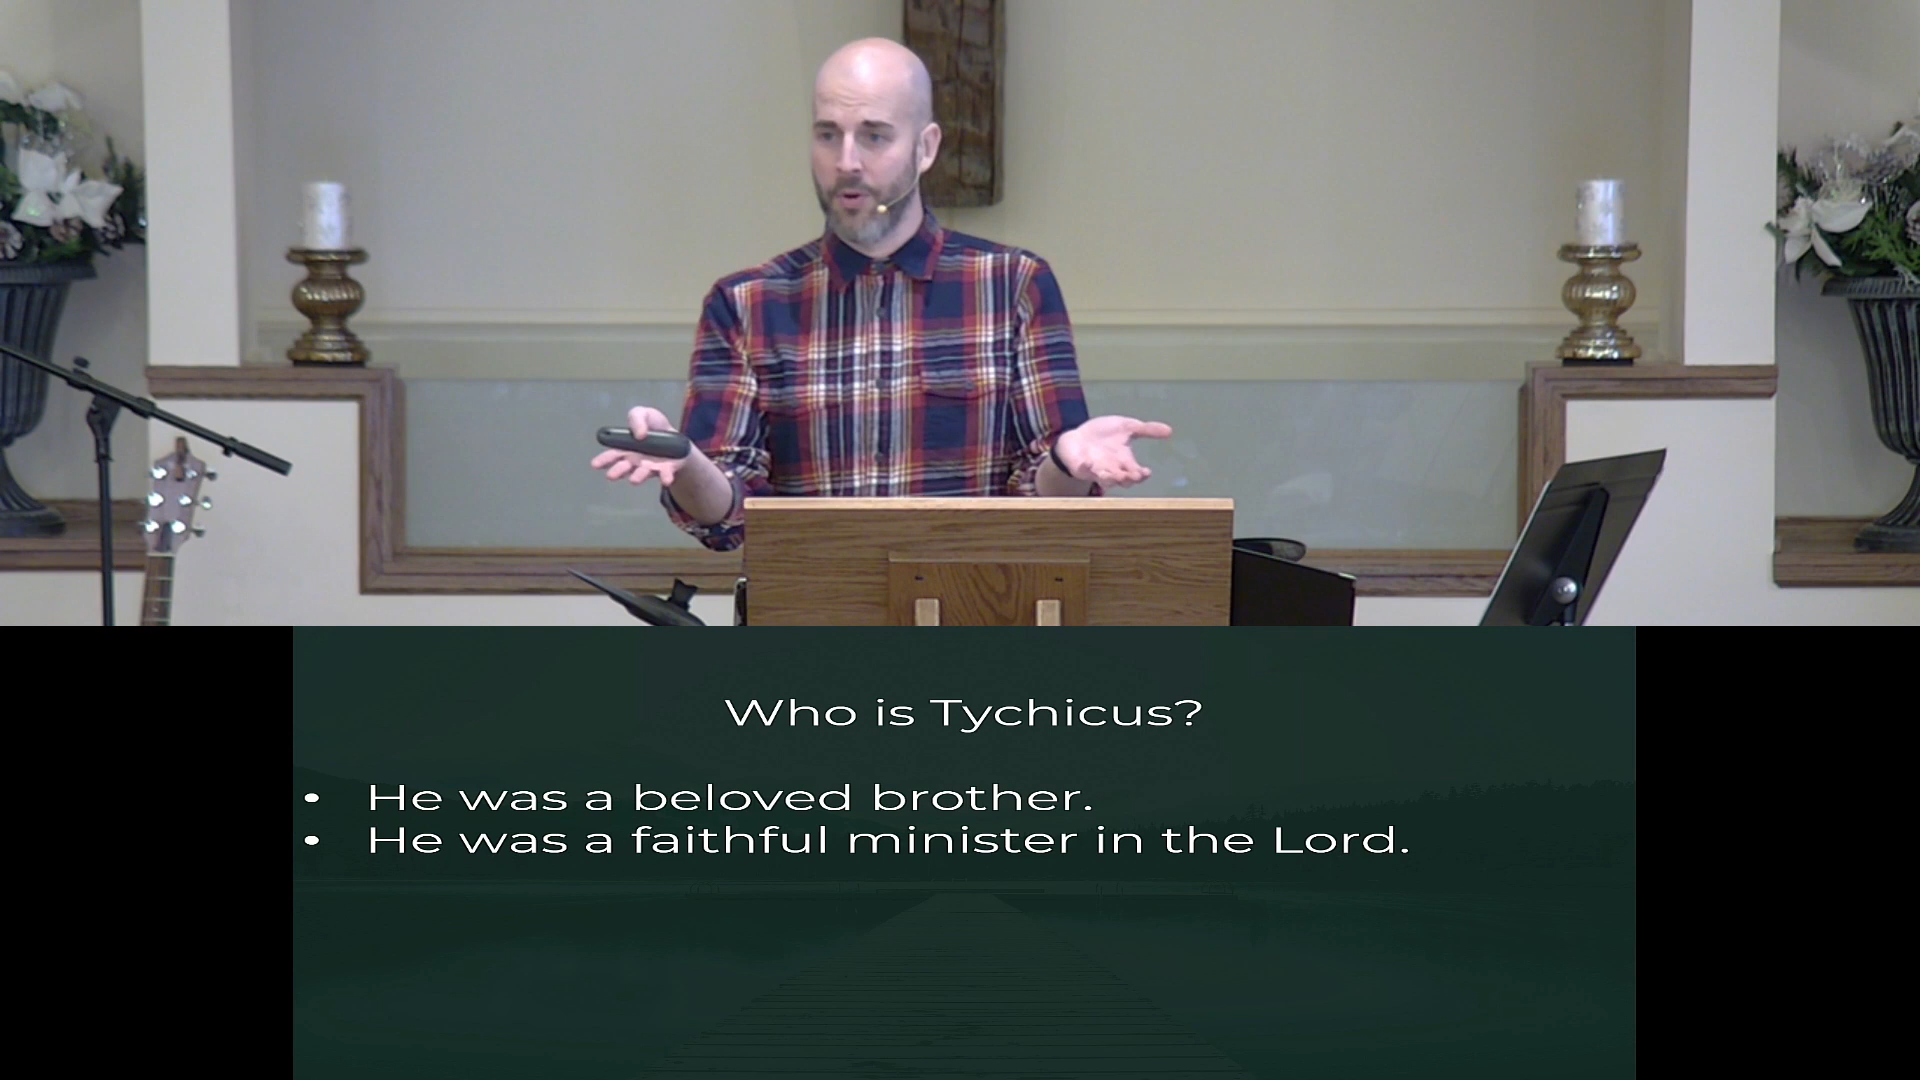 Who is Tychicus?
• He was a beloved brother.
• He was a faithful minister in the Lord.